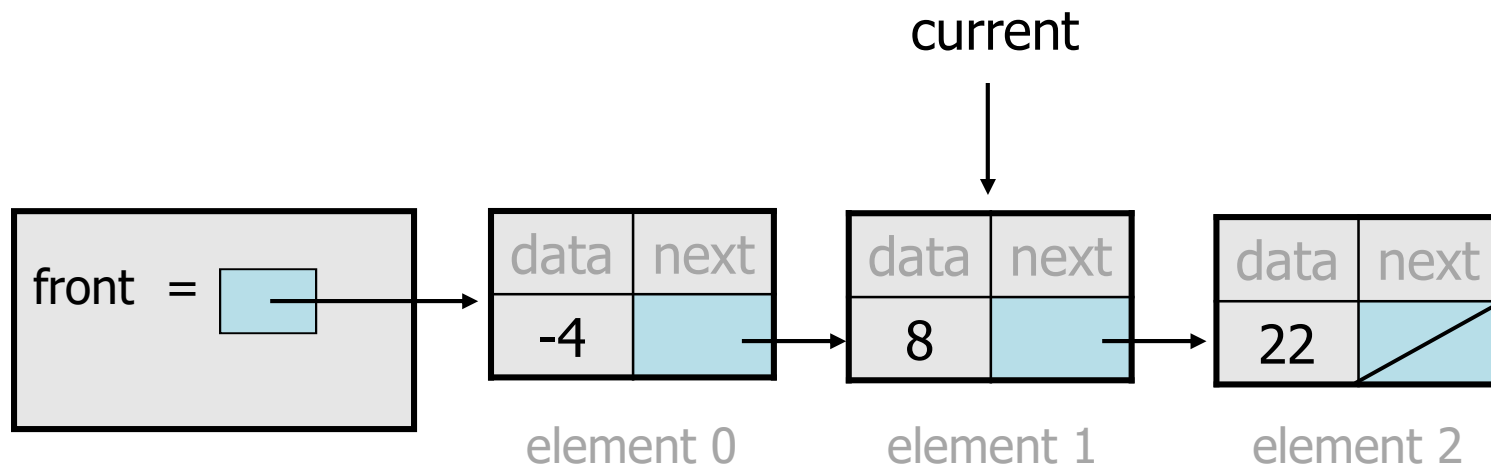 current
front =
data next
-4
element 0
data next
8
element 1
data next
22
element 2